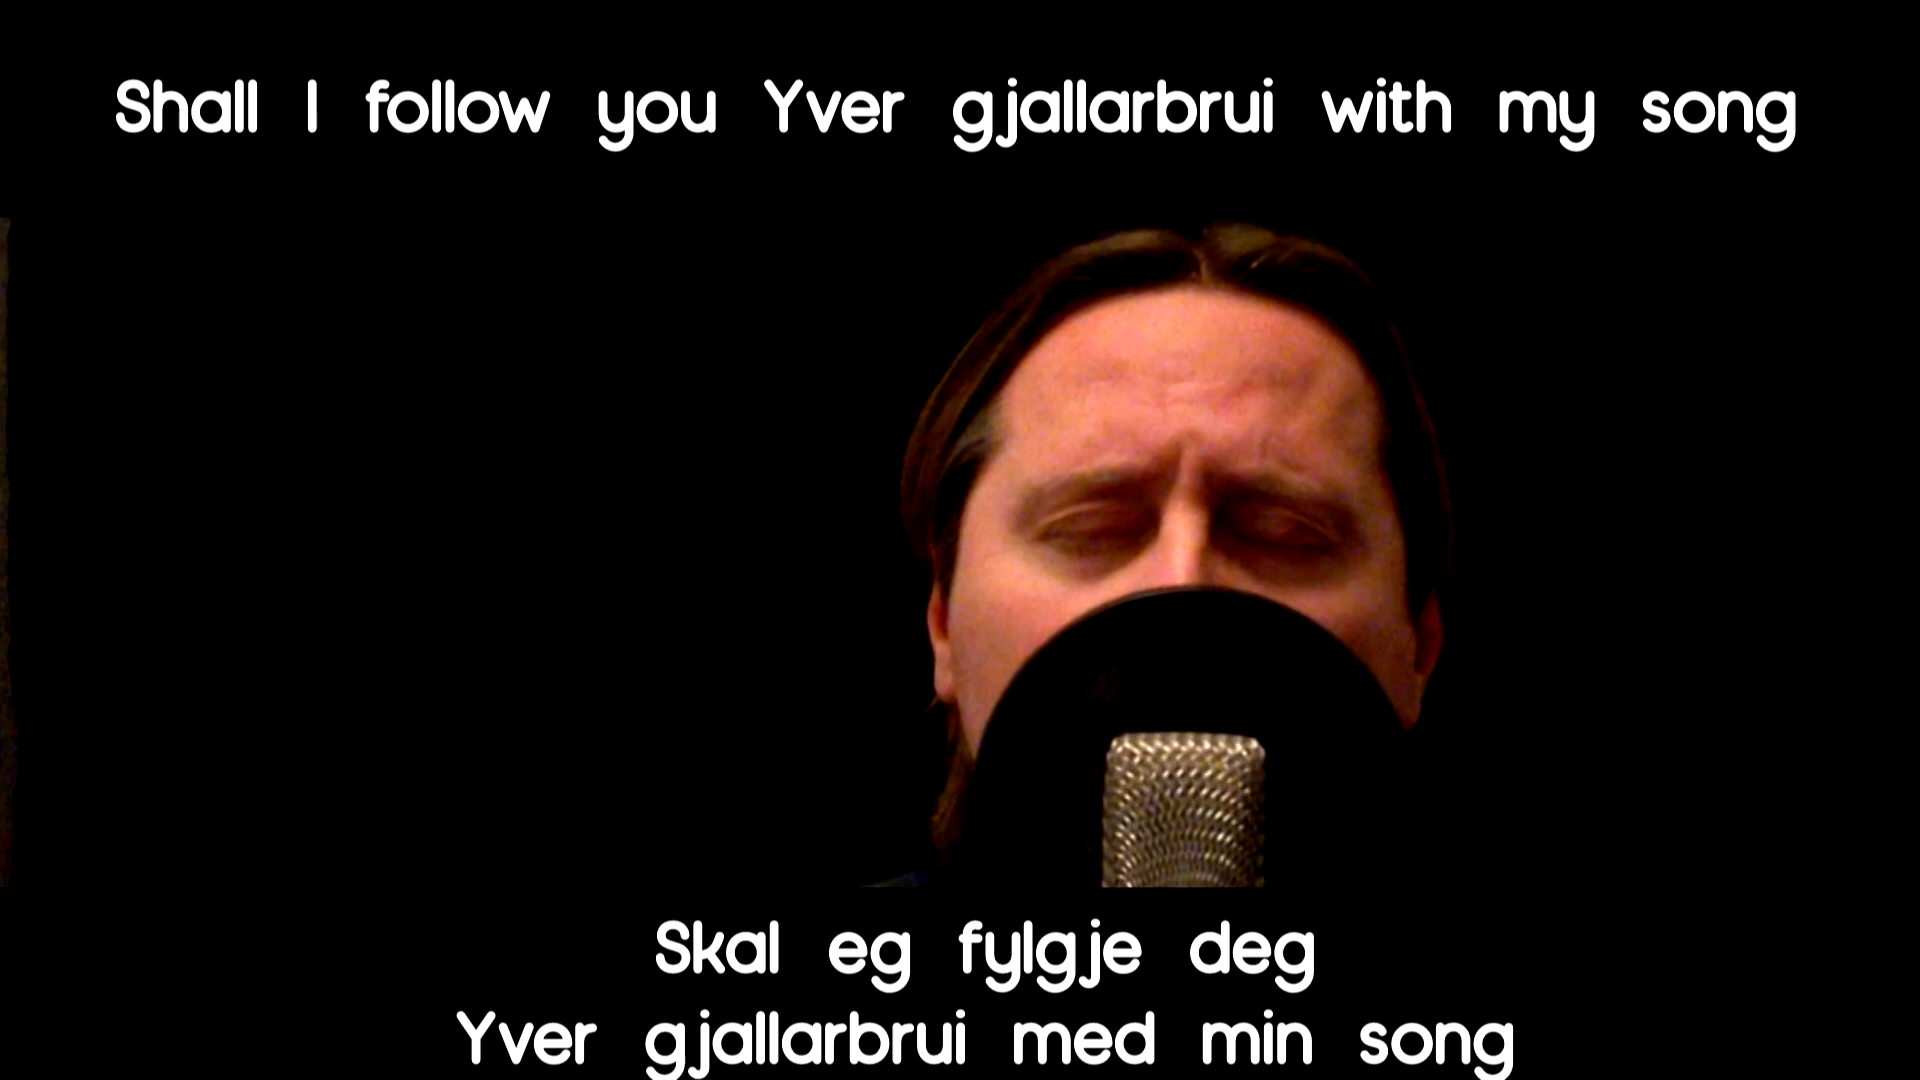 Shall I follow you Yver gjallarbrui with my song
Skal eg fylgje deg
Yver gjallarbrui med min song